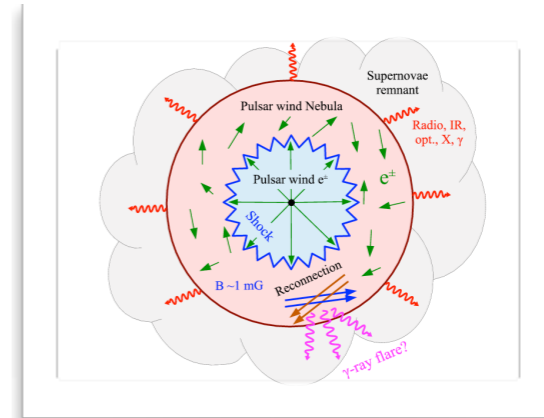 Supernovae
remnant
Pulsar wind Nebula
Radio, IR,
opt., X, γ
Pulsar wind e±
e±
Shock
B ~1 mG
Reconnection
γ-ray flare?